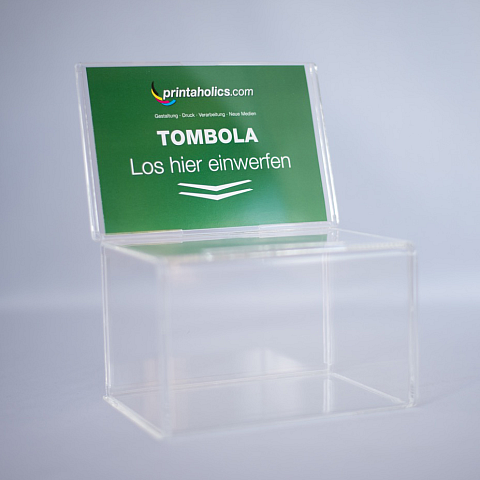 printaholics.com
Gestaltung · Druck · Verarbeitung · Neue Medien
TOMBOLA
Los hier einwerfen